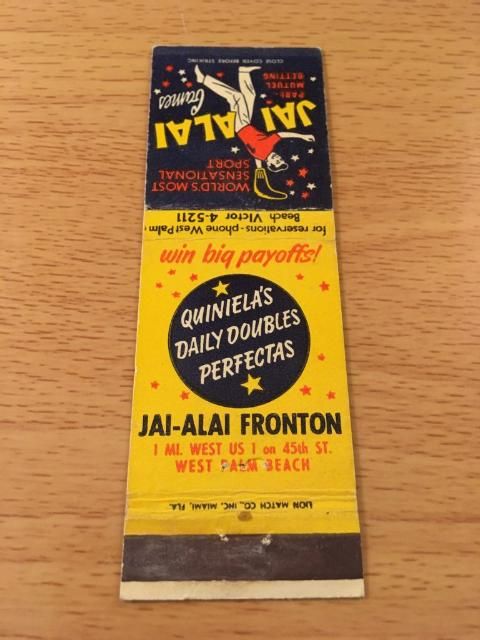 CLOSE COVER BEFORE STRIKING
PARI-
MUTUEL
BETTING
JAI ALAI
Games
WORLD'S MOST
SENSATIONAL
SPORT
for reservations - phone West Palm
Beach Victor 4-5211
win big payoffs!
QUINIELA'S
DAILY DOUBLES
PERFECTAS
JAI-ALAI FRONTON
1 MI. WEST US 1 on 45th ST.
WEST PALM BEACH
LION MATCH CO., INC. MIAMI, FLA.